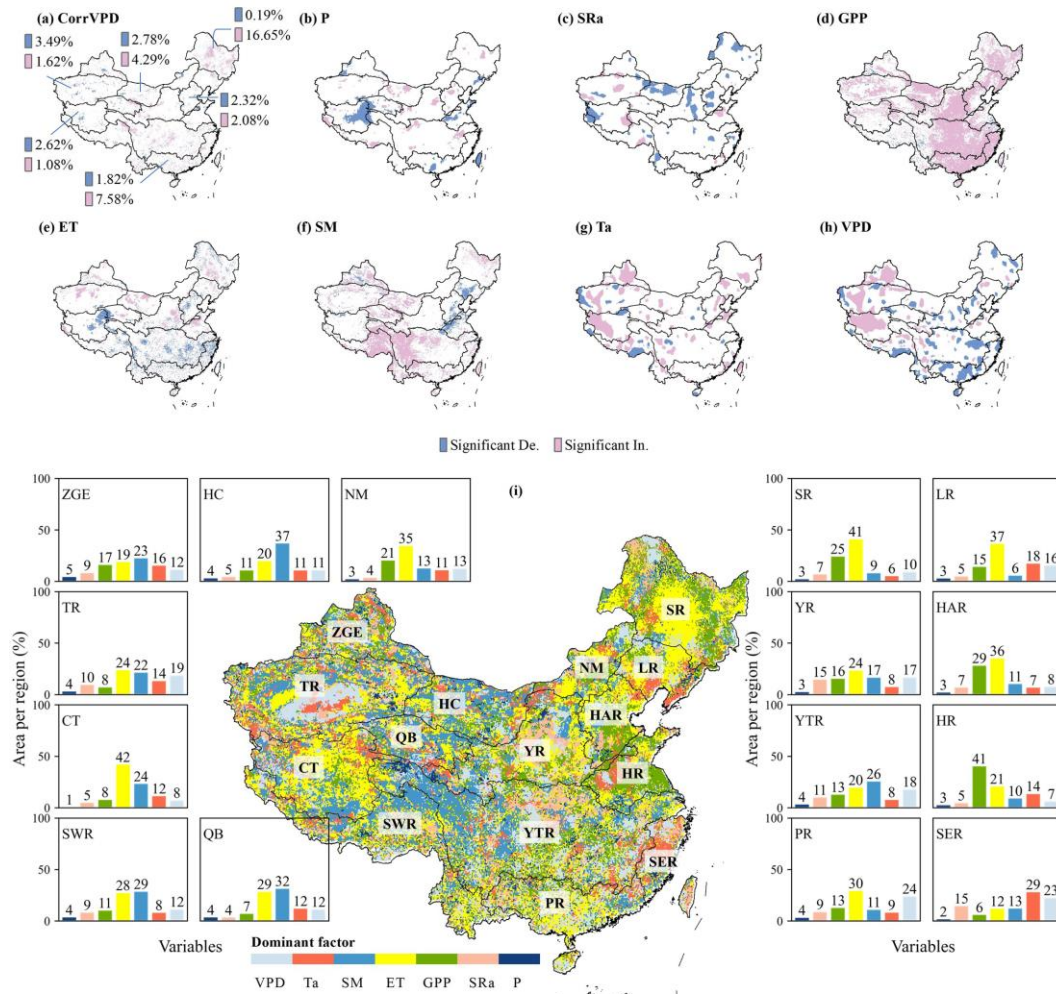 (a) CorrVPD
(b) P
(c) SRa
(d) GPP
3.49%
1.62%
2.78%
4.29%
0.19%
16.65%
2.32%
2.08%
2.62%
1.08%
1.82%
7.58%
(e) ET
(f) SM
(g) Ta
(h) VPD
Significant De.
Significant In.
(i)
Area per region (%)
100
50
0
ZGE
5 9 17 19 23 16 12
HC
4 5 11 20 37 11 11
NM
3 4 21 35 13 11 13
100
50
0
TR
4 10 8 24 22 14 19
100
50
0
CT
1 5 8 42 24 12 8
100
50
0
SWR
4 9 11 28 29 8 12
QB
4 4 7 29 32 12 12
Variables
ZGE
TR
HC
QB
CT
SWR
YTR
YR
NM
SR
LR
HAR
HR
SER
PR
Dominant factor
VPD Ta SM ET GPP SRa P
Area per region (%)
100
50
0
SR
3 7 25 41 9 6 10
LR
3 5 15 37 6 18 16
100
50
0
YR
3 15 16 24 17 8 17
HAR
3 7 29 36 11 7 8
100
50
0
YTR
4 11 13 20 26 8 18
HR
3 5 41 21 10 14 7
100
50
0
PR
4 9 13 30 11 9 24
SER
2 15 6 12 13 29 23
Variables